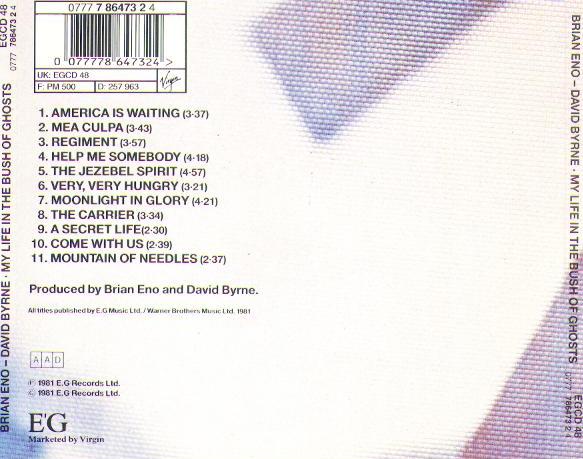 0777 7 86473 2 4
0 077778 647324 >
UK: EGCD 48
F: PM 500
D: 257 963
Virgin
1. AMERICA IS WAITING (3·37)
2. MEA CULPA (3·43)
3. REGIMENT (3·57)
4. HELP ME SOMEBODY (4·18)
5. THE JEZEBEL SPIRIT (4·57)
6. VERY, VERY HUNGRY (3·21)
7. MOONLIGHT IN GLORY (4·21)
8. THE CARRIER (3·34)
9. A SECRET LIFE(2·30)
10. COME WITH US (2·39)
11. MOUNTAIN OF NEEDLES (2·37)
Produced by Brian Eno and David Byrne.
All titles published by E.G Music Ltd. / Warner Brothers Music Ltd. 1981
A A D
℗ 1981 E.G Records Ltd.
© 1981 E.G Records Ltd.
E'G
Marketed by Virgin
BRIAN ENO – DAVID BYRNE · MY LIFE IN THE BUSH OF GHOSTS
EGCD 48
0777 786473 2 4
BRIAN ENO – DAVID BYRNE · MY LIFE IN THE BUSH OF GHOSTS
EGCD 48
0777 786473 2 4